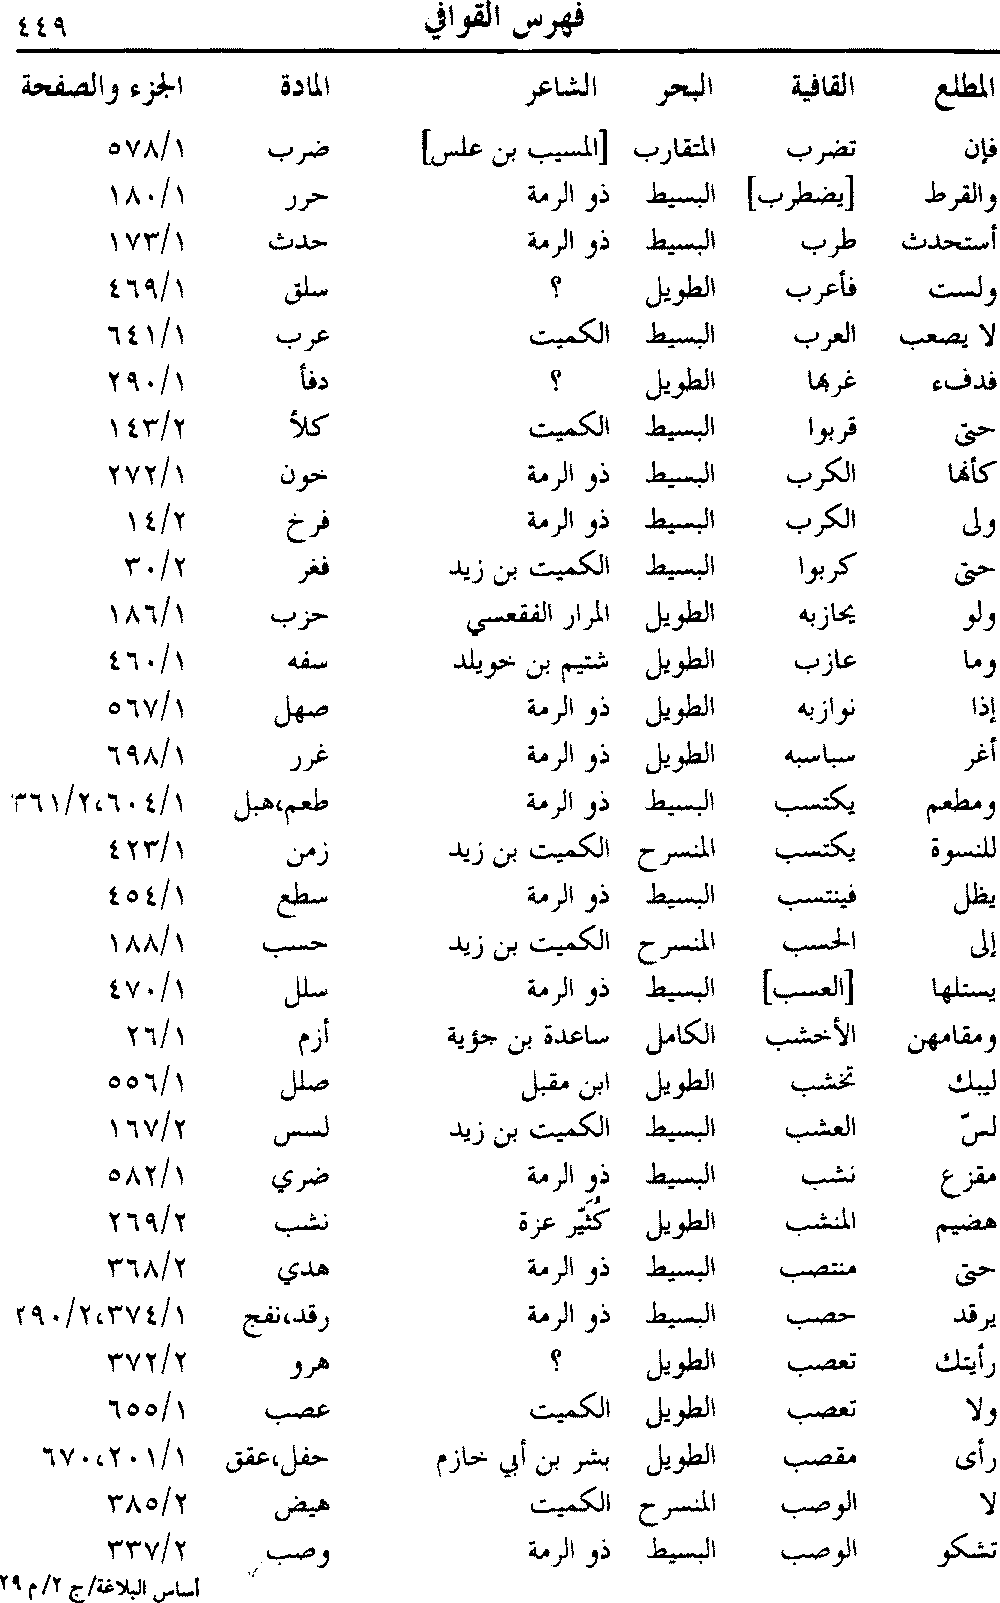 فهرس القوافي ٤٤٩
المطلع القافية البحر الشاعر المادة الجزء والصفحة
فإن تضرب المتقارب [المسيب بن علس] ضرب ٥٧٨/١
والقرط [يضطرب] البسيط ذو الرمة حرر ١٨٠/١
أستحدث طرب البسيط ذو الرمة حدث ١٧٣/١
ولست فأعرب الطويل ؟ سلق ٤٦٩/١
لا يصعب العرب البسيط الكميت عرب ٦٤١/١
فدفء غربها الطويل ؟ دفأ ٢٩٠/١
حتى قربوا البسيط الكميت كلأ ١٤٣/٢
كأنها الكرب البسيط ذو الرمة خون ٢٧٢/١
ولى الكرب البسيط ذو الرمة فرخ ١٤/٢
حتى كربوا البسيط الكميت بن زيد فغر ٣٠/٢
ولو يحازبه الطويل المرار الفقعسي حزب ١٨٦/١
وما عازب الطويل شتيم بن خويلد سفه ٤٦٠/١
إذا نوازبه الطويل ذو الرمة صهل ٥٦٧/١
أغر سباسبه الطويل ذو الرمة غرر ٦٩٨/١
ومطعم يكتسب البسيط ذو الرمة طعم،هبل ٣٦١/٢،٦٠٤/١
للنسوة يكتسب المنسرح الكميت بن زيد زمن ٤٢٣/١
يظل فينتسب البسيط ذو الرمة سطع ٤٥٤/١
إلى الحسب المنسرح الكميت بن زيد حسب ١٨٨/١
يستلها [العسب] البسيط ذو الرمة سلل ٤٧٠/١
ومقامهن الأخشب الكامل ساعدة بن جؤية أزم ٢٦/١
ليبك تخشب الطويل ابن مقبل صلل ٥٥٦/١
لسّ العشب البسيط الكميت بن زيد لسس ١٦٧/٢
مقزع نشب البسيط ذو الرمة ضري ٥٨٢/١
هضيم المنشب الطويل كُثَيّر عزة نشب ٢٦٩/٢
حتى منتصب البسيط ذو الرمة هدي ٣٦٨/٢
يرقد حصب البسيط ذو الرمة رقد،نفج ٢٩٠/٢،٣٧٤/١
رأيتك تعصب الطويل ؟ هرو ٣٧٢/٢
ولا تعصب الطويل الكميت عصب ٦٥٥/١
رأى مقصب الطويل بشر بن أبي خازم حفل،عقق ٦٧٠،٢٠١/١
لا الوصب المنسرح الكميت هيض ٣٨٥/٢
تشكو الوصب البسيط ذو الرمة وصب ٣٣٧/٢
أساس البلاغة/ج ٢/م ٢٩